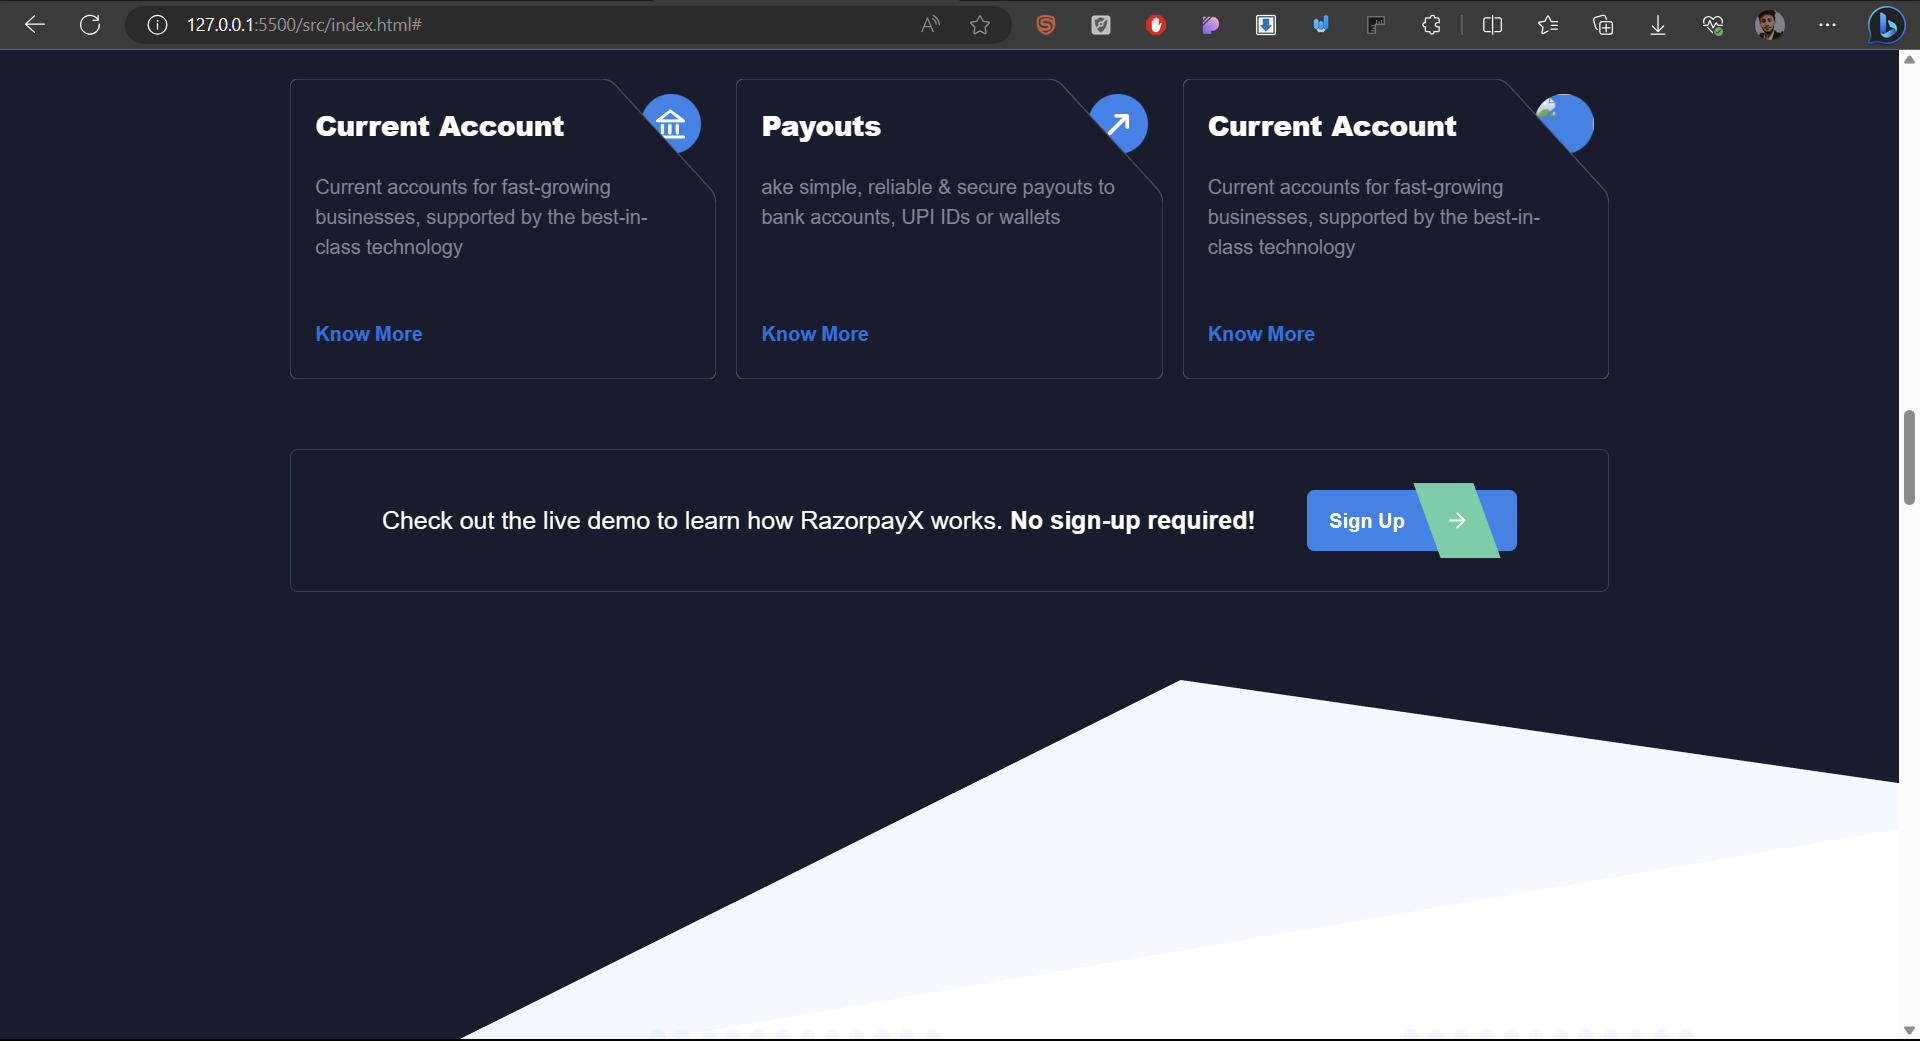 127.0.0.1:5500/src/index.html#
Current Account
Current accounts for fast-growing
businesses, supported by the best-in-
class technology
Know More
Payouts
ake simple, reliable & secure payouts to
bank accounts, UPI IDs or wallets
Know More
Current Account
Current accounts for fast-growing
businesses, supported by the best-in-
class technology
Know More
Check out the live demo to learn how RazorpayX works. No sign-up required!
Sign Up